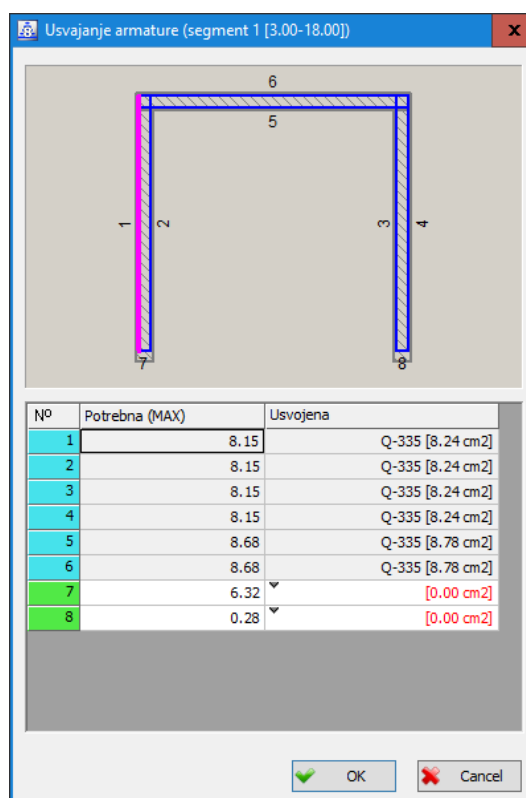 Usvajanje armature (segment 1 [3.00-18.00])
6
5
1
2
3
4
7
8
Nº Potrebna (MAX) Usvojena
1 8.15 Q-335 [8.24 cm2]
2 8.15 Q-335 [8.24 cm2]
3 8.15 Q-335 [8.24 cm2]
4 8.15 Q-335 [8.24 cm2]
5 8.68 Q-335 [8.78 cm2]
6 8.68 Q-335 [8.78 cm2]
7 6.32 [0.00 cm2]
8 0.28 [0.00 cm2]
OK Cancel